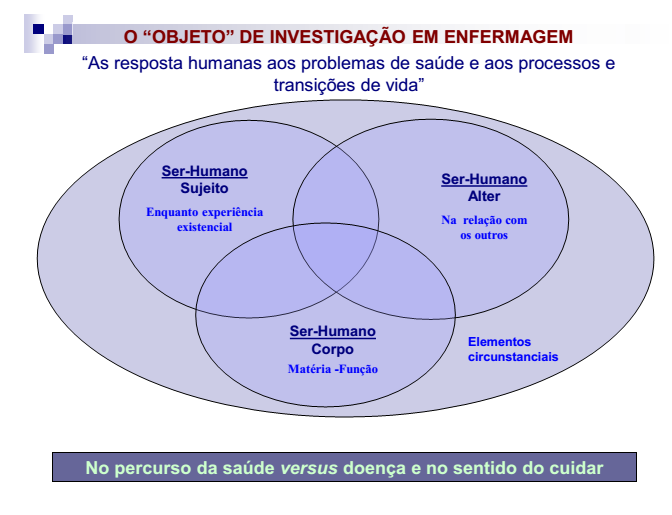 O “OBJETO” DE INVESTIGAÇÃO EM ENFERMAGEM
“As resposta humanas aos problemas de saúde e aos processos e
transições de vida”
Ser-Humano
Sujeito
Enquanto experiência
existencial
Ser-Humano
Alter
Na relação com
os outros
Ser-Humano
Corpo
Matéria -Função
Elementos
circunstanciais
No percurso da saúde versus doença e no sentido do cuidar